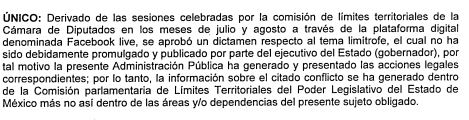 ÚNICO: Derivado de las sesiones celebradas por la comisión de límites territoriales de la
Cámara de Diputados en los meses de julio y agosto a través de la plataforma digital
denominada Facebook live, se aprobó un dictamen respecto al tema limítrofe, el cual no ha
sido debidamente promulgado y publicado por parte del ejecutivo del Estado (gobernador), por
tal motivo la presente Administración Pública ha generado y presentado las acciones legales
correspondientes; por lo tanto, la información sobre el citado conflicto se ha generado dentro
de la Comisión parlamentaria de Límites Territoriales del Poder Legislativo del Estado de
México más no así dentro de las áreas y/o dependencias del presente sujeto obligado.